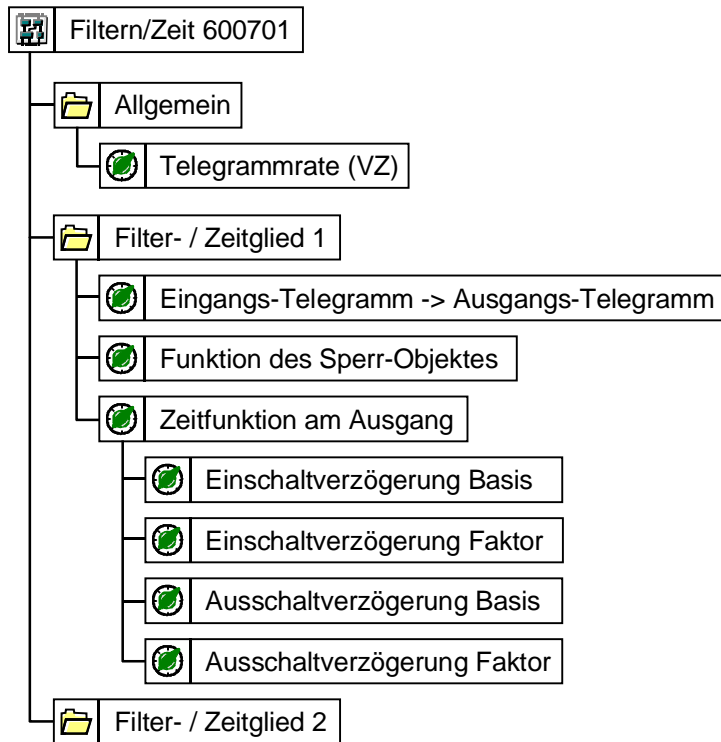 Filtern/Zeit 600701
Allgemein
Telegrammrate (VZ)
Filter- / Zeitglied 1
Eingangs-Telegramm -> Ausgangs-Telegramm
Funktion des Sperr-Objektes
Zeitfunktion am Ausgang
Einschaltverzögerung Basis
Einschaltverzögerung Faktor
Ausschaltverzögerung Basis
Ausschaltverzögerung Faktor
Filter- / Zeitglied 2